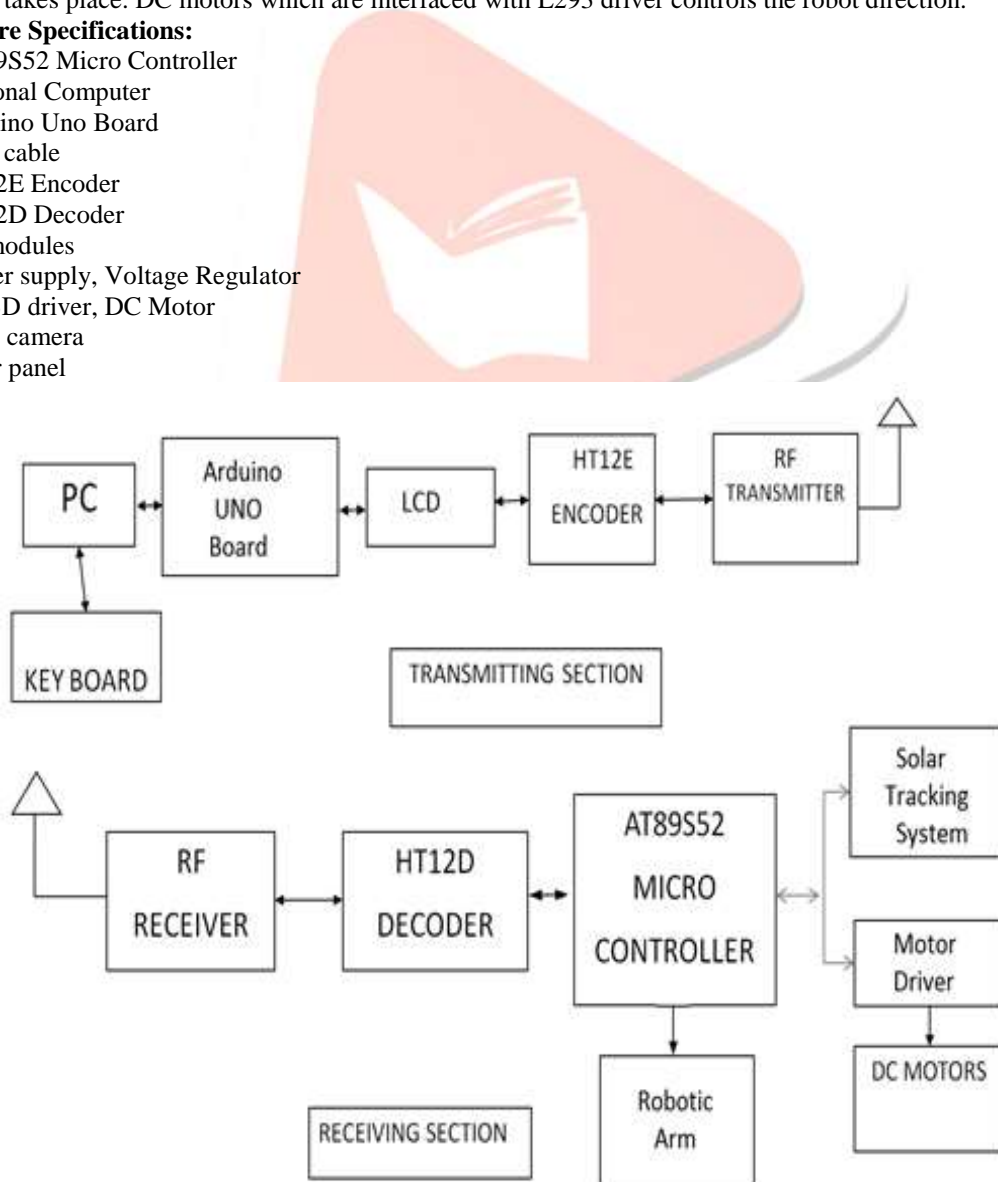 takes place. DC motors which are interfaced with L293 driver controls the robot direction.
re Specifications:
9S52 Micro Controller
onal Computer
ino Uno Board
cable
2E Encoder
2D Decoder
modules
er supply, Voltage Regulator
D driver, DC Motor
camera
r panel
PC
Arduino
UNO
Board
LCD
HT12E
ENCODER
RF
TRANSMITTER
KEY BOARD
TRANSMITTING SECTION
RF
RECEIVER
HT12D
DECODER
AT89S52
MICRO
CONTROLLER
Solar
Tracking
System
Motor
Driver
DC MOTORS
Robotic
Arm
RECEIVING SECTION